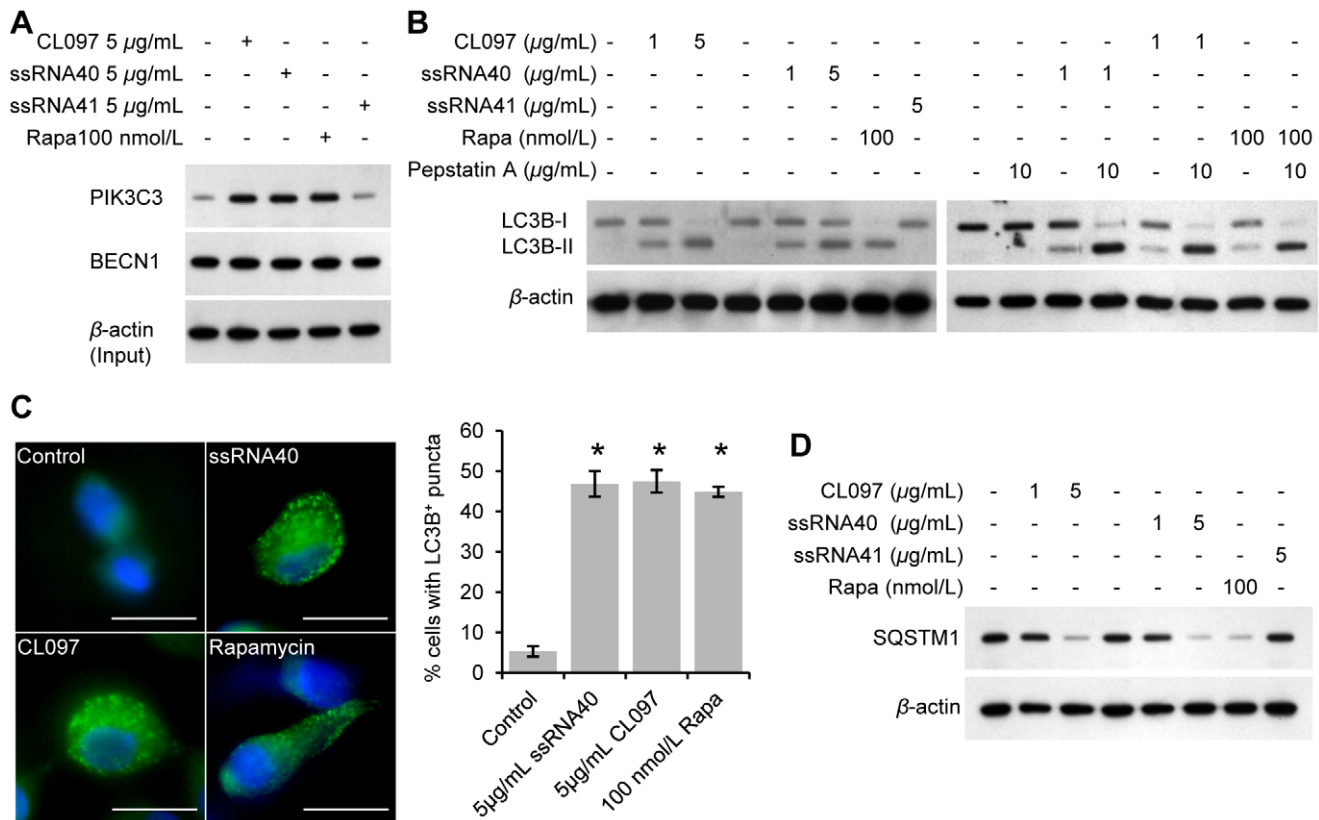 A
CL097 5 µg/mL - + - - -
ssRNA40 5 µg/mL - - + - -
ssRNA41 5 µg/mL - - - - +
Rapa100 nmol/L - - - + -
PIK3C3
BECN1
β-actin
(Input)
B
CL097 (µg/mL) - 1 5 - - - - - - - - - 1 1 - -
ssRNA40 (µg/mL) - - - - 1 5 - - - - 1 1 - - - -
ssRNA41 (µg/mL) - - - - - - - 5 - - - - - - - -
Rapa (nmol/L) - - - - - - 100 - - - - - - - 100 100
Pepstatin A (µg/mL) - - - - - - - - - 10 - 10 - 10 - 10
LC3B-I
LC3B-II
β-actin
C
Control
ssRNA40
CL097
Rapamycin
% cells with LC3B⁺ puncta
60
50
40
30
20
10
0
* * *
Control
5µg/mL ssRNA40
5µg/mL CL097
100 nmol/L Rapa
D
CL097 (µg/mL) - 1 5 - - - - -
ssRNA40 (µg/mL) - - - - 1 5 - -
ssRNA41 (µg/mL) - - - - - - - 5
Rapa (nmol/L) - - - - - - 100 -
SQSTM1
β-actin